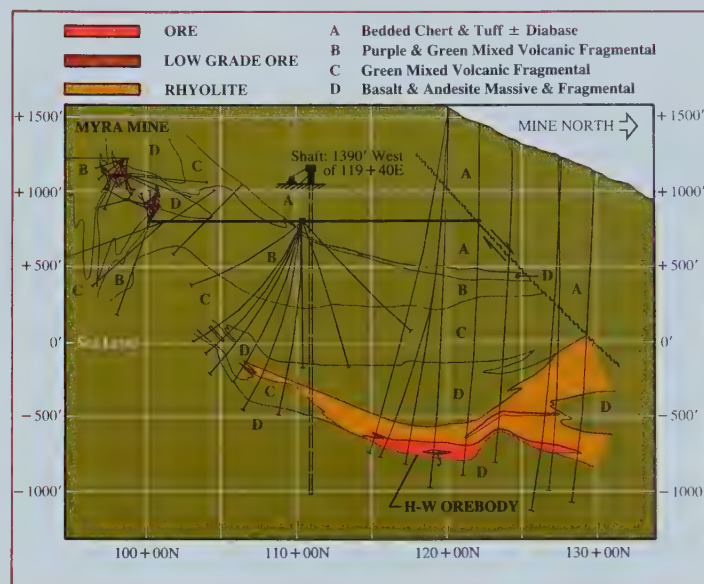 ORE
LOW GRADE ORE
RHYOLITE
A Bedded Chert & Tuff ± Diabase
B Purple & Green Mixed Volcanic Fragmental
C Green Mixed Volcanic Fragmental
D Basalt & Andesite Massive & Fragmental
+1500'
MYRA MINE
MINE NORTH
+1500'
D
B
C
Shaft: 1390' West
of 119+40E
A
+1000'
A
+1000'
D
A
+500'
B
B
D
A
+500'
C
B
C
C
0'
Sea Level
0'
D
C
D
D
D
-500'
D
-500'
D
-1000'
H-W OREBODY
-1000'
100+00N
110+00N
120+00N
130+00N